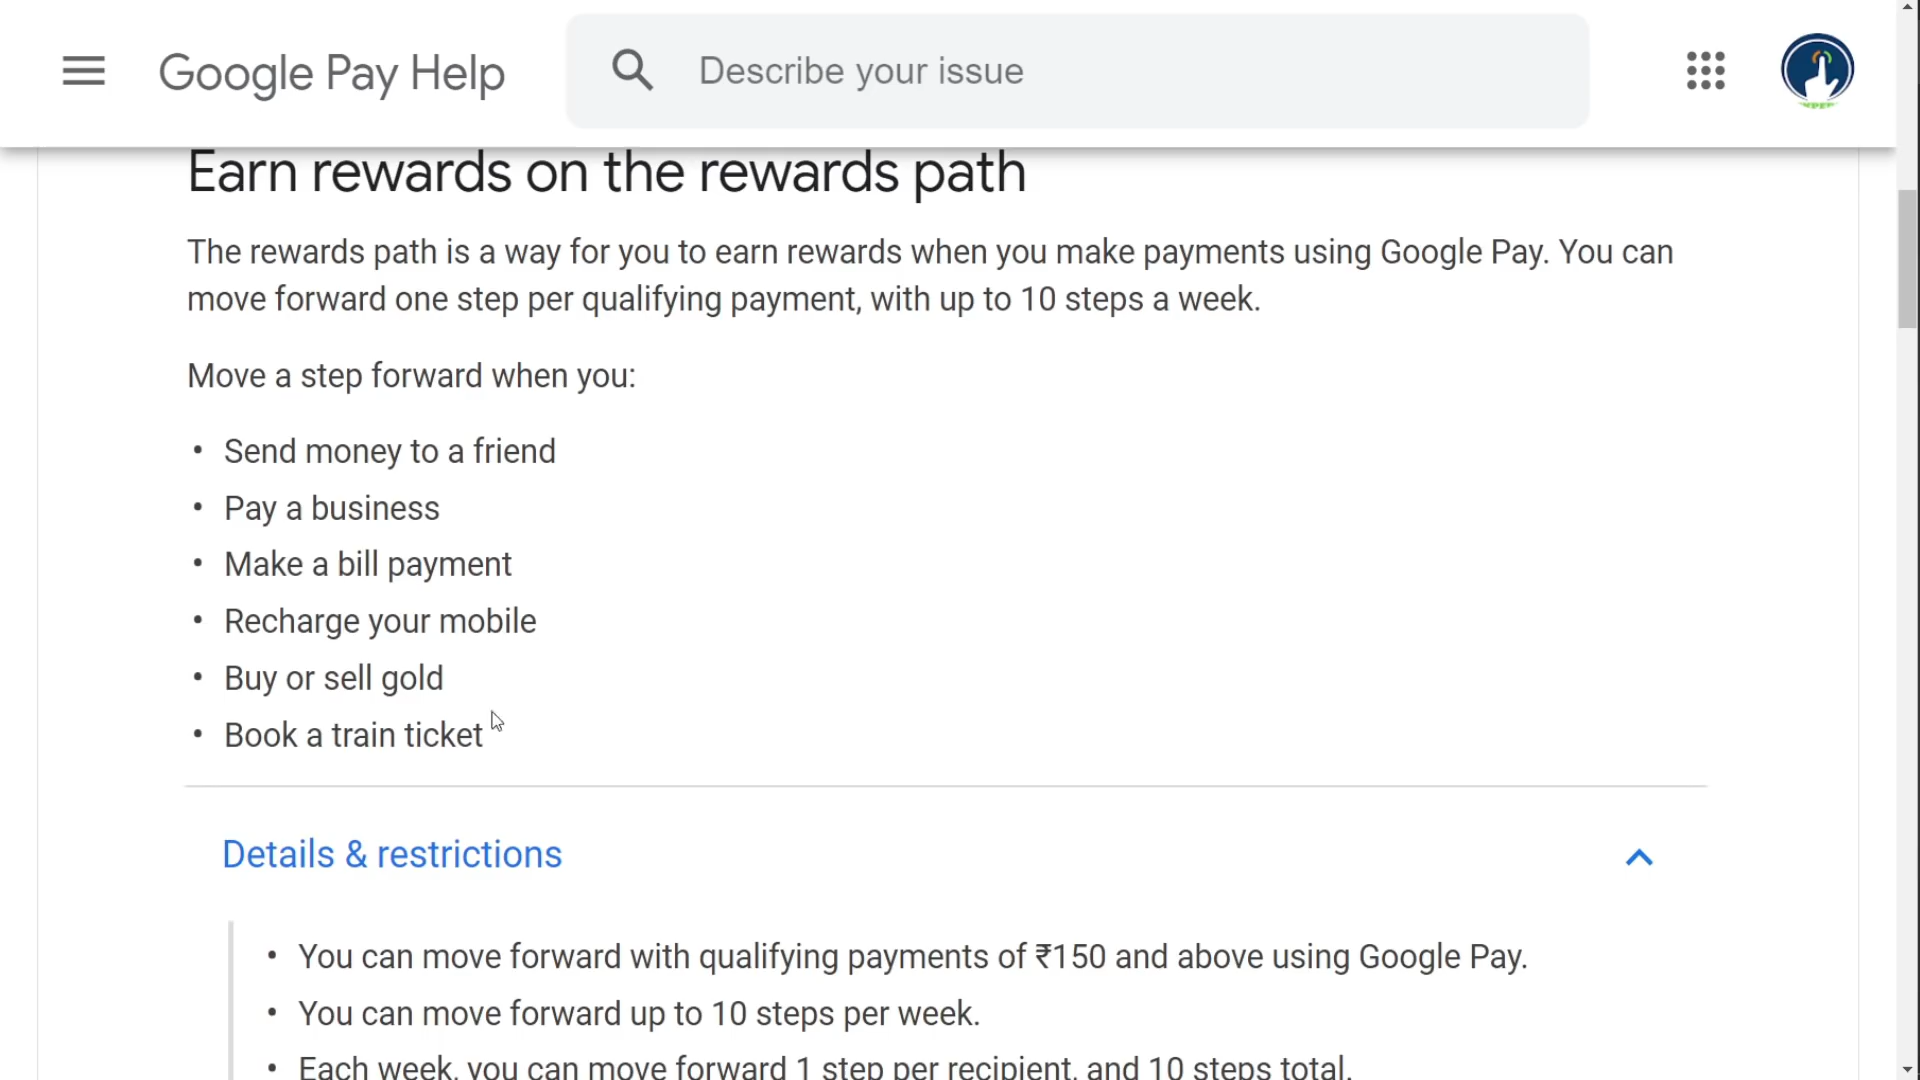 Google Pay Help
Describe your issue
Earn rewards on the rewards path
The rewards path is a way for you to earn rewards when you make payments using Google Pay. You can
move forward one step per qualifying payment, with up to 10 steps a week.
Move a step forward when you:
• Send money to a friend
• Pay a business
• Make a bill payment
• Recharge your mobile
• Buy or sell gold
• Book a train ticket
Details & restrictions
• You can move forward with qualifying payments of ₹150 and above using Google Pay.
• You can move forward up to 10 steps per week.
• Each week, you can move forward 1 step per recipient, and 10 steps total.